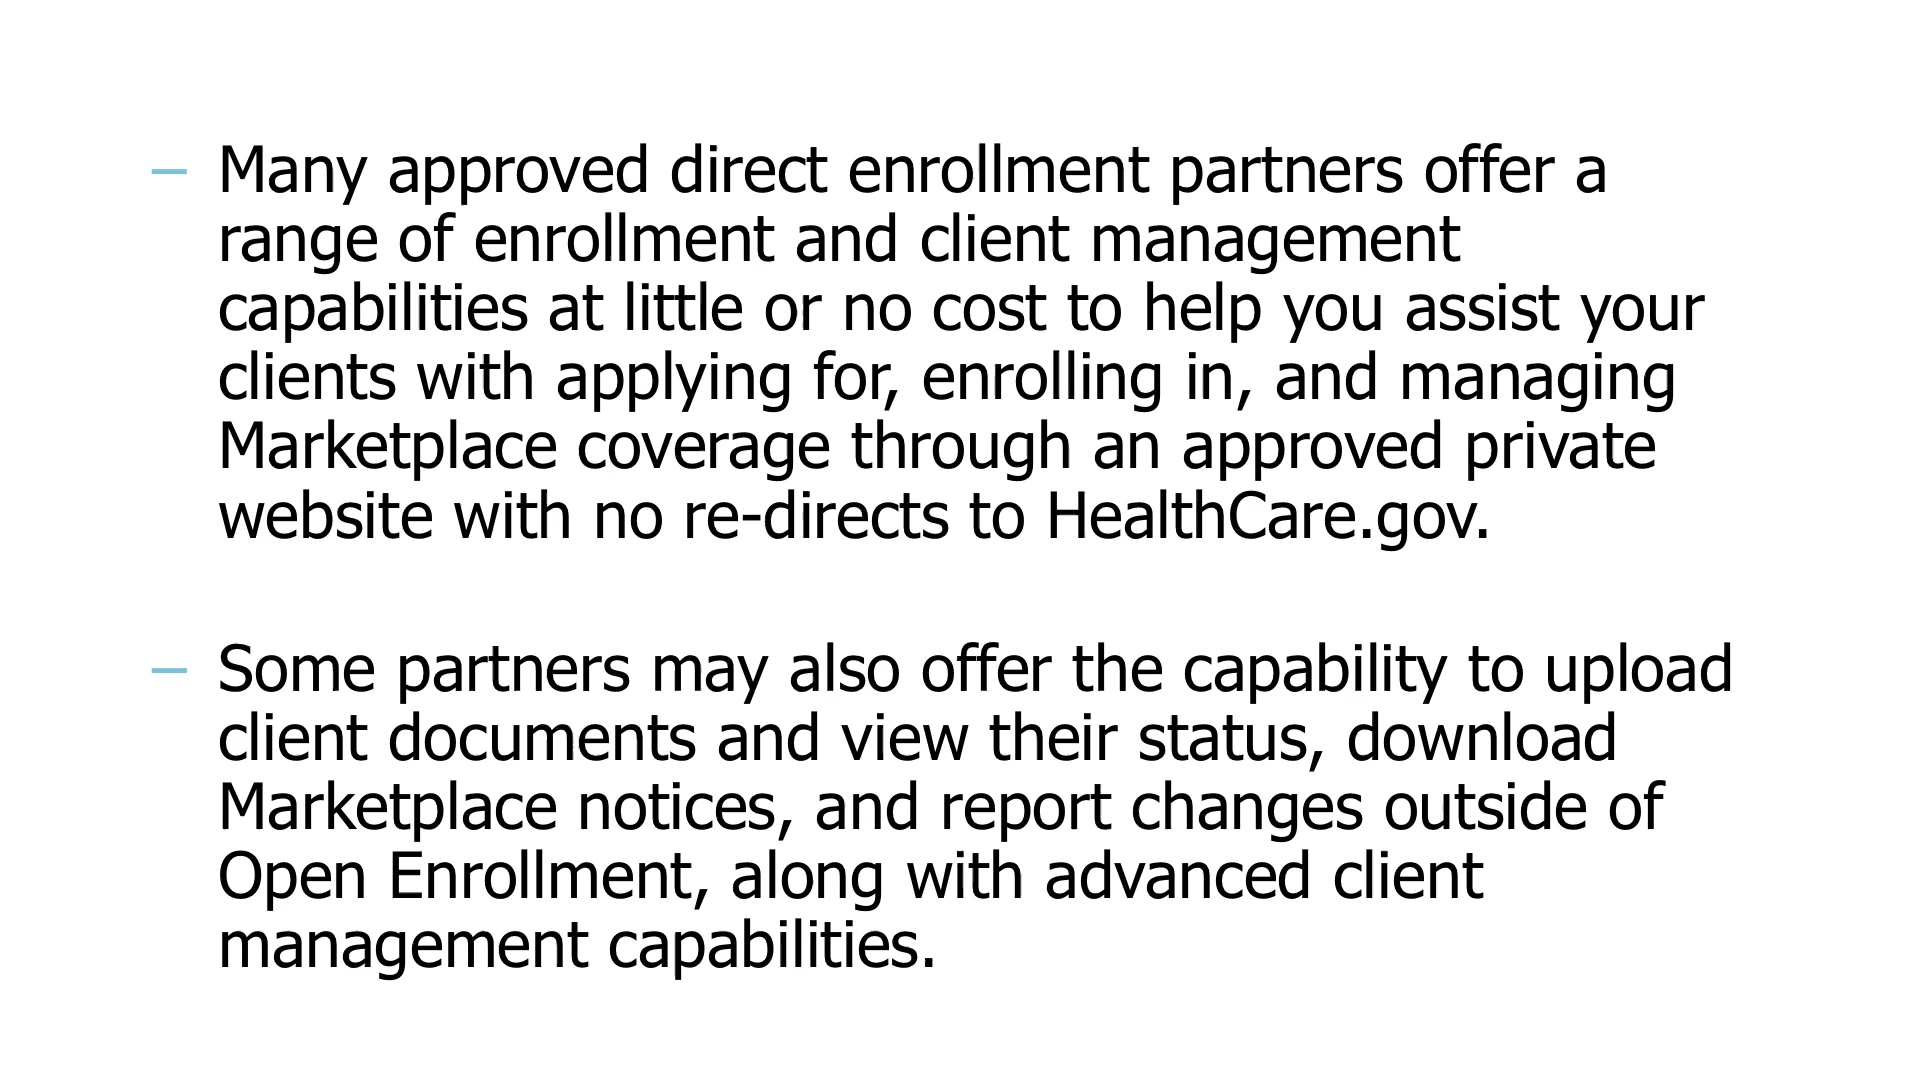 – Many approved direct enrollment partners offer a
range of enrollment and client management
capabilities at little or no cost to help you assist your
clients with applying for, enrolling in, and managing
Marketplace coverage through an approved private
website with no re-directs to HealthCare.gov.
– Some partners may also offer the capability to upload
client documents and view their status, download
Marketplace notices, and report changes outside of
Open Enrollment, along with advanced client
management capabilities.